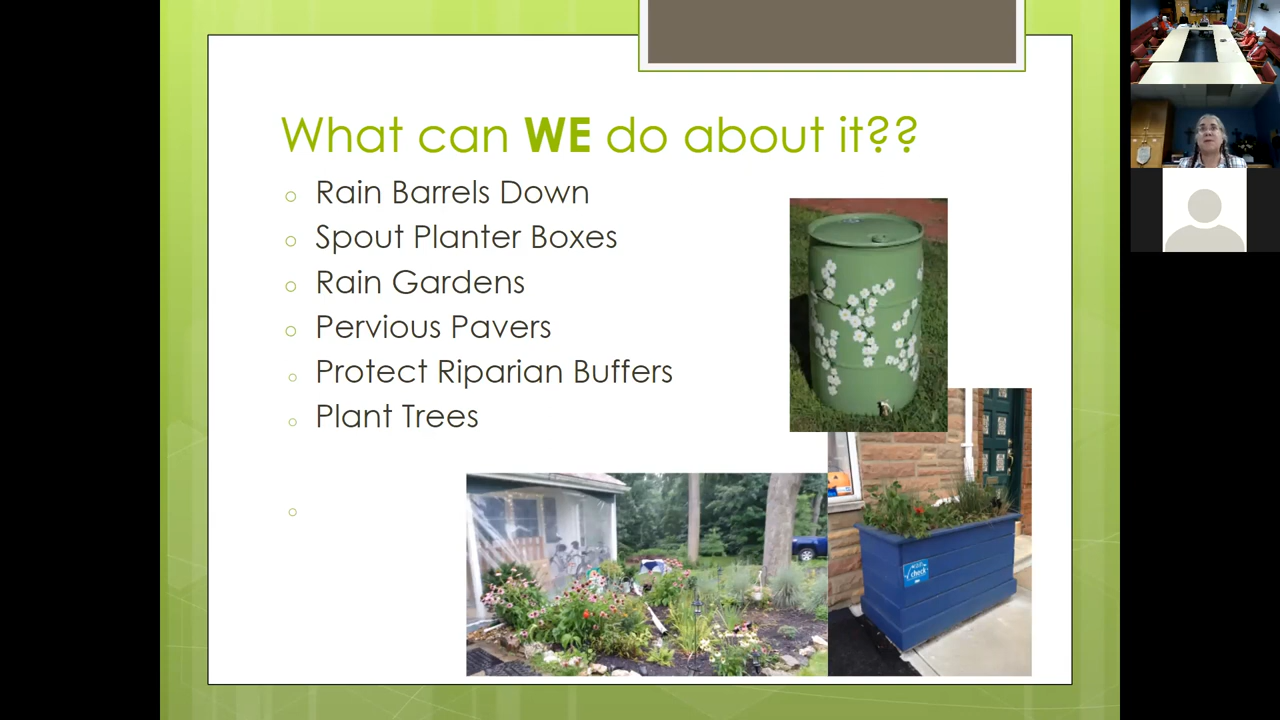 What can WE do about it??
Rain Barrels Down
Spout Planter Boxes
Rain Gardens
Pervious Pavers
Protect Riparian Buffers
Plant Trees
check